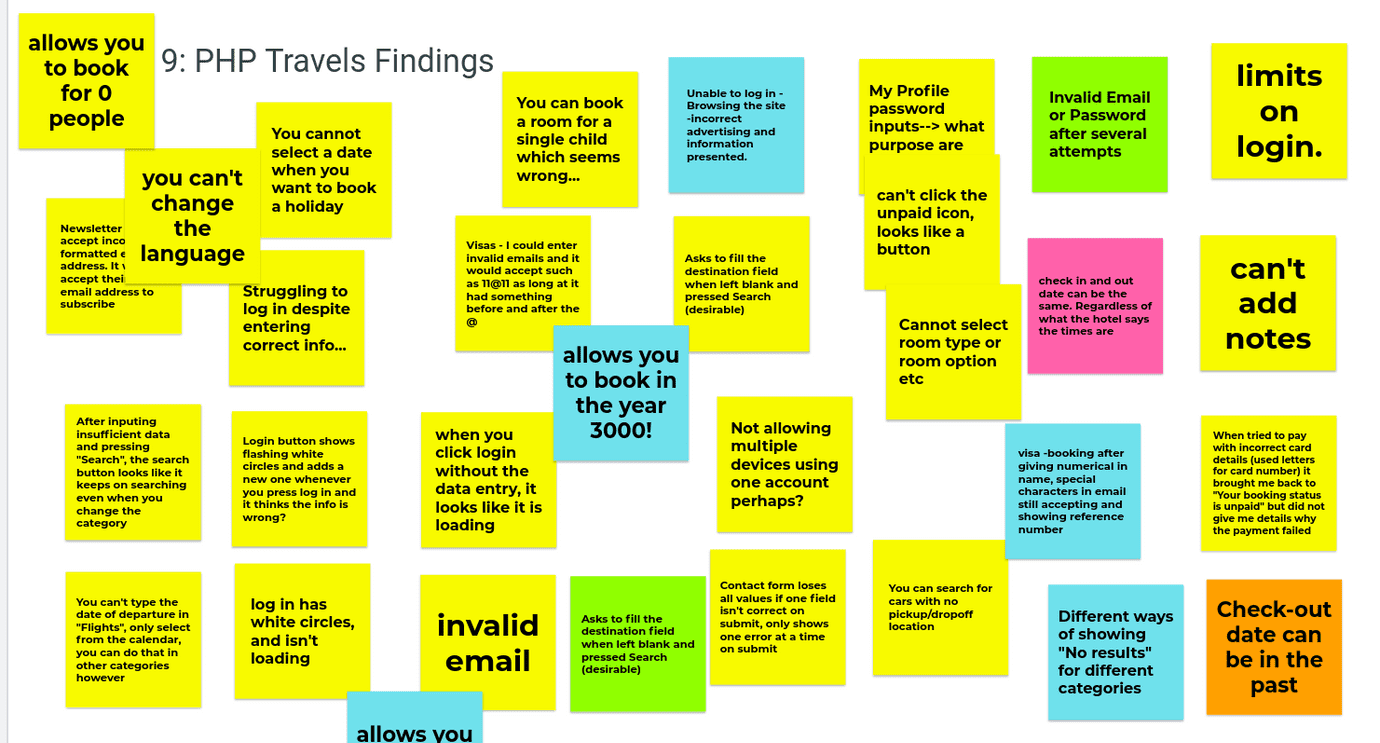 allows you
to book
for 0
people
9: PHP Travels Findings
You cannot
select a date
when you
want to book
a holiday
you can't
change
the
language
Newsletter
accept inco
formatted e
address. It w
accept thei
email address to
subscribe
Struggling to
log in despite
entering
correct info...
You can book
a room for a
single child
which seems
wrong...
Unable to log in -
Browsing the site
-incorrect
advertising and
information
presented.
My Profile
password
inputs--> what
purpose are
Invalid Email
or Password
after several
attempts
limits
on
login.
Visas - I could enter
invalid emails and it
would accept such
as 11@11 as long at it
had something
before and after the
@
Asks to fill the
destination field
when left blank and
pressed Search
(desirable)
can't click the
unpaid icon,
looks like a
button
check in and out
date can be the
same. Regardless of
what the hotel says
the times are
can't
add
notes
allows you
to book in
the year
3000!
Cannot select
room type or
room option
etc
After inputing
insufficient data
and pressing
"Search", the search
button looks like it
keeps on searching
even when you
change the
category
Login button shows
flashing white
circles and adds a
new one whenever
you press log in and
it thinks the info is
wrong?
when you
click login
without the
data entry, it
looks like it is
loading
Not allowing
multiple
devices using
one account
perhaps?
visa -booking after
giving numerical in
name, special
characters in email
still accepting and
showing reference
number
When tried to pay
with incorrect card
details (used letters
for card number) it
brought me back to
"Your booking status
is unpaid" but did not
give me details why
the payment failed
You can't type the
date of departure in
"Flights", only select
from the calendar,
you can do that in
other categories
however
log in has
white circles,
and isn't
loading
invalid
email
Asks to fill the
destination field
when left blank and
pressed Search
(desirable)
Contact form loses
all values if one field
isn't correct on
submit, only shows
one error at a time
on submit
You can search for
cars with no
pickup/dropoff
location
Different ways
of showing
"No results"
for different
categories
Check-out
date can
be in the
past
allows you